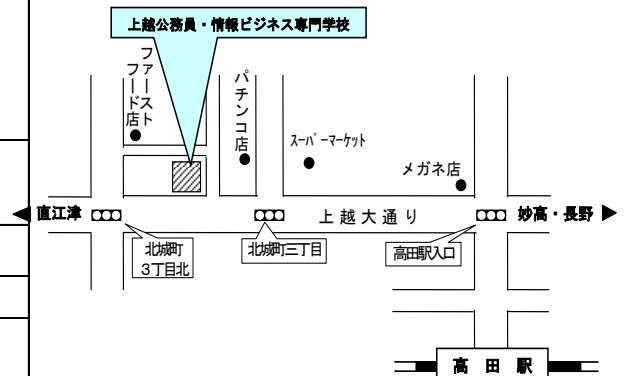 上越公務員・情報ビジネス専門学校
ファースト
フード店
パチンコ店
スーパーマーケット
メガネ店
直江津
上越大通り
妙高・長野
北城町
3丁目北
北城町三丁目
高田駅入口
高田駅